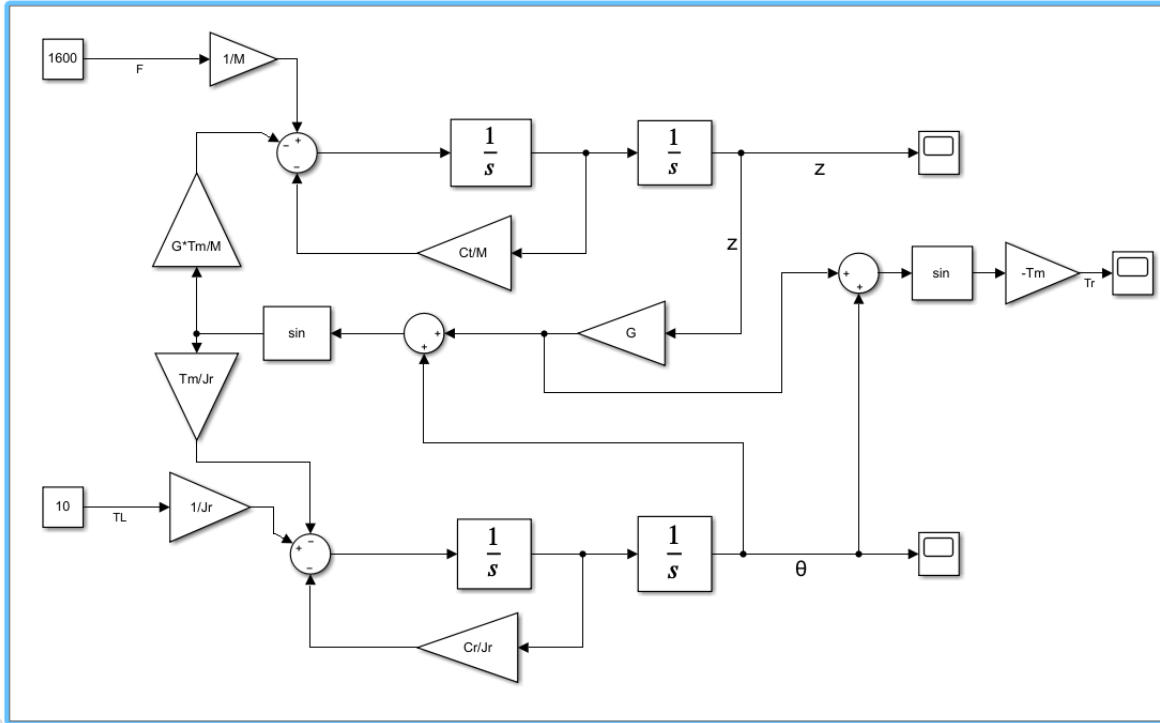 1600
F
1/M
1
s
1
s
z
G*Tm/M
Ct/M
z
sin
-Tm
Tr
sin
G
Tm/Jr
10
TL
1/Jr
1
s
1
s
θ
Cr/Jr